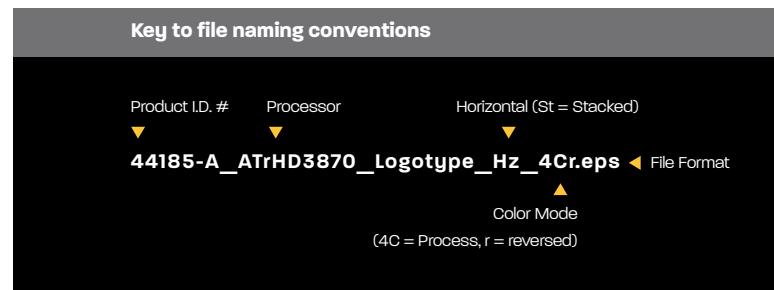 Key to file naming conventions
Product I.D. # Processor Horizontal (St = Stacked)
44185-A_ATrHD3870_Logotype_Hz_4Cr.eps File Format
Color Mode
(4C = Process, r = reversed)